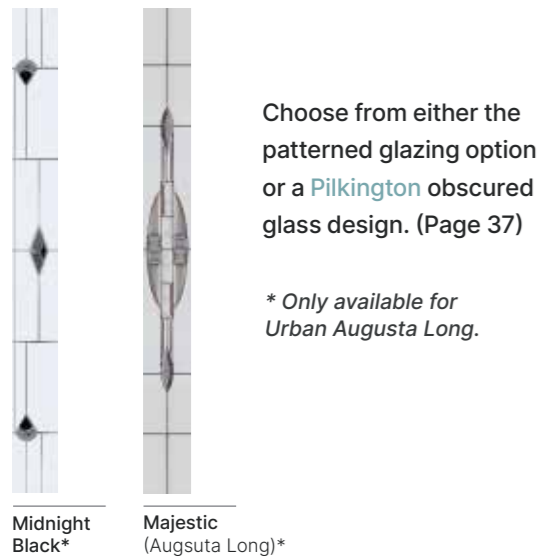 Choose from either the
patterned glazing option
or a Pilkington obscured
glass design. (Page 37)
* Only available for
Urban Augusta Long.
Midnight
Black*
Majestic
(Augsuta Long)*